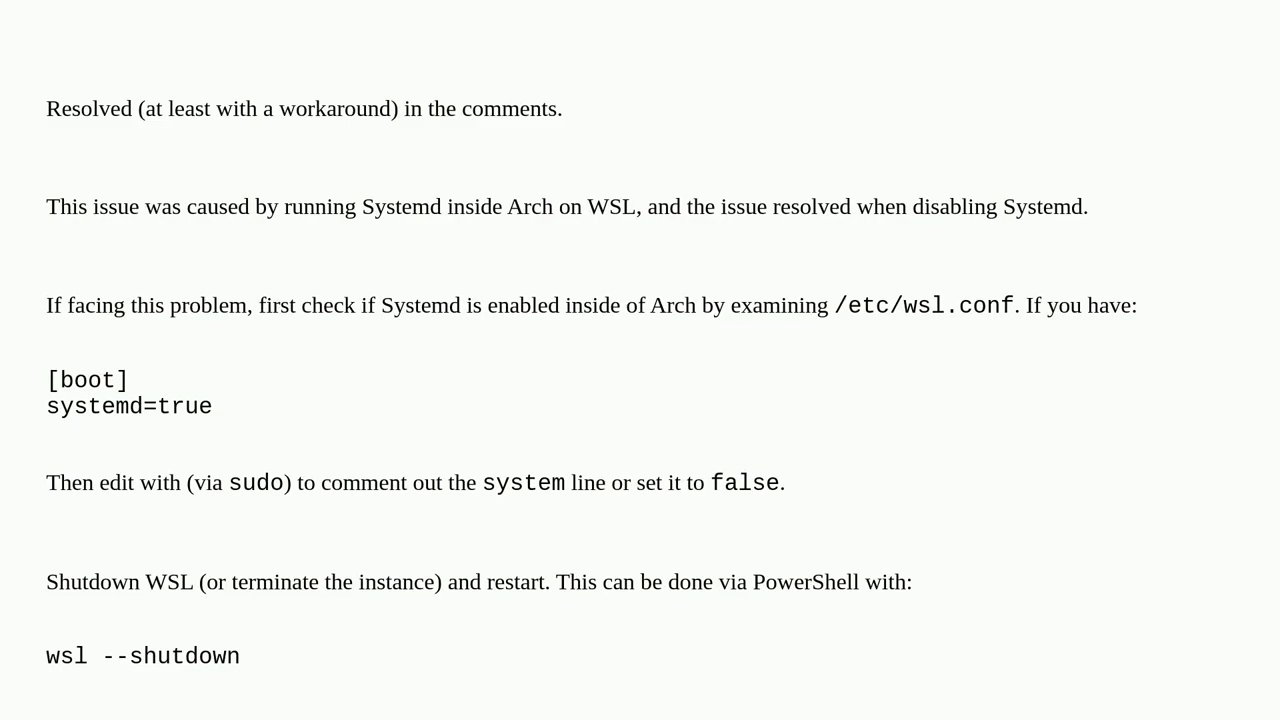 Resolved (at least with a workaround) in the comments.
This issue was caused by running Systemd inside Arch on WSL, and the issue resolved when disabling Systemd.
If facing this problem, first check if Systemd is enabled inside of Arch by examining /etc/wsl.conf. If you have:
[boot]
systemd=true
Then edit with (via sudo) to comment out the system line or set it to false.
Shutdown WSL (or terminate the instance) and restart. This can be done via PowerShell with:
wsl --shutdown